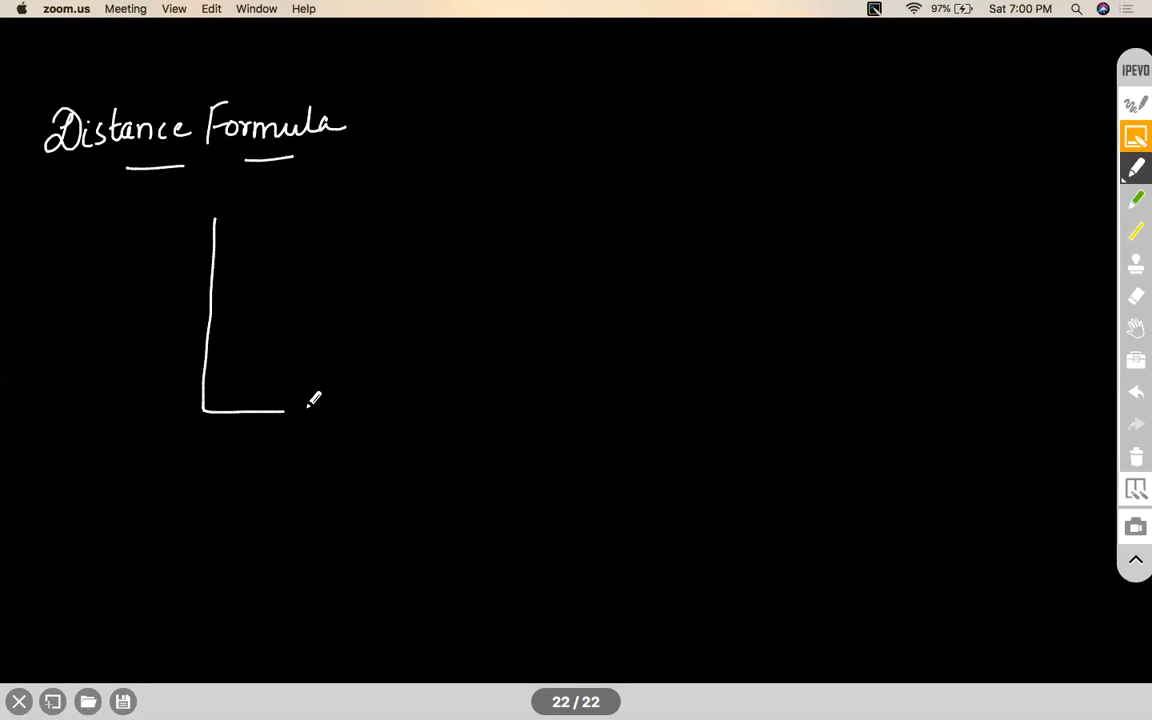 zoom.us Meeting View Edit Window Help 97% Sat 7:00 PM
IPEVO
Distance Formula
22 / 22